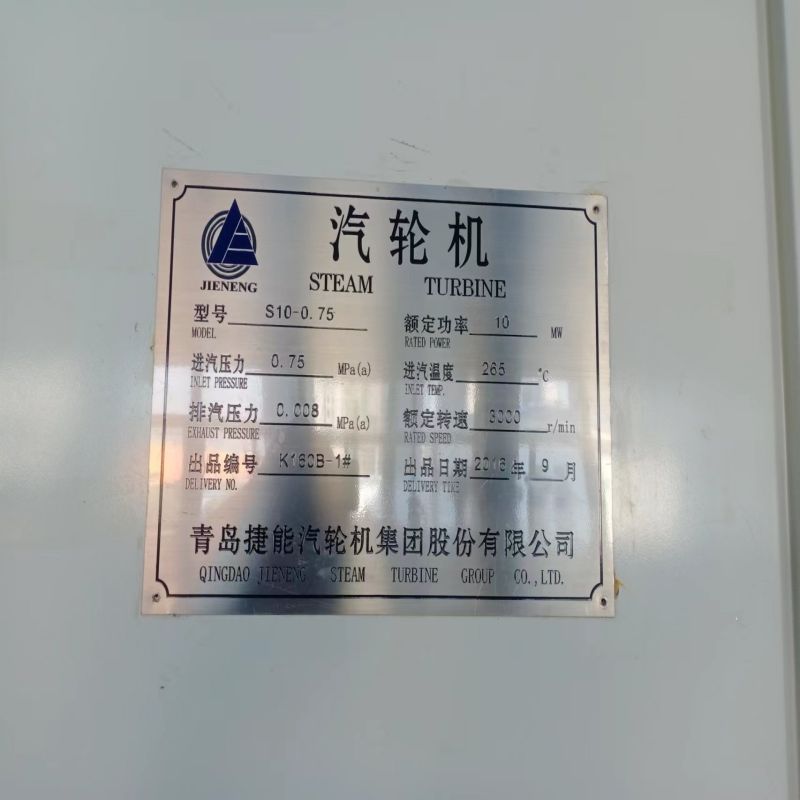 汽轮机
JIENENG STEAM TURBINE
型号 S10-0.75 额定功率 10 MW
MODEL RATED POWER
进汽压力 0.75 MPa(a) 进汽温度 265 °C
INLET PRESSURE INLET TEMP.
排汽压力 0.008 MPa(a) 额定转速 3000 r/min
EXHAUST PRESSURE RATED SPEED
出品编号 K160B-1# 出品日期 2016 年 9 月
DELIVERY NO. DELIVERY TIME
青岛捷能汽轮机集团股份有限公司
QINGDAO JIENENG STEAM TURBINE GROUP CO.,LTD.